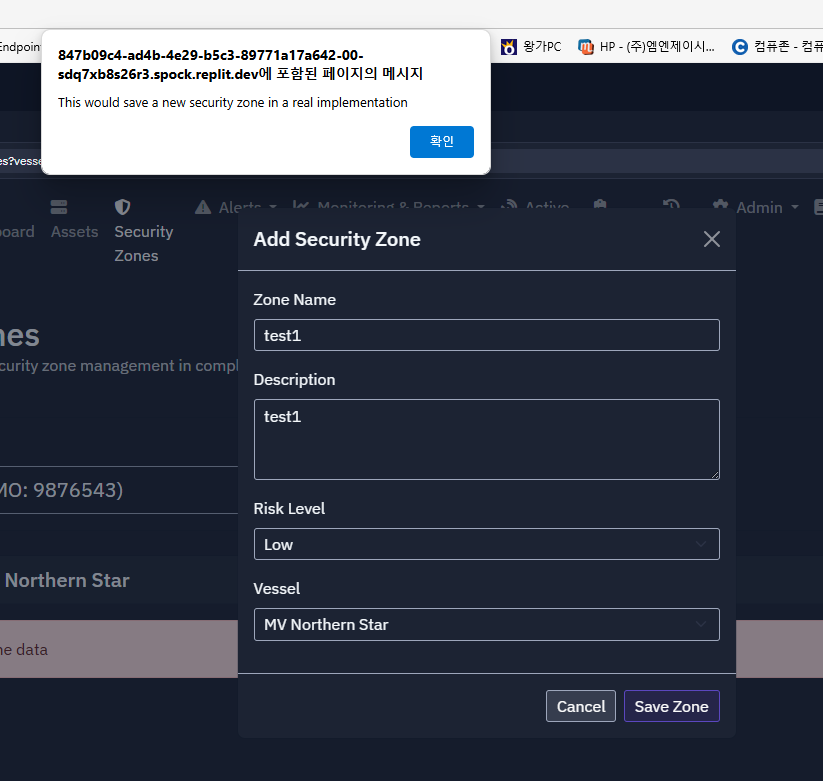 Endpoin
왕가PC
HP - (주)엠엔제이시...
컴퓨존 - 컴퓨
847b09c4-ad4b-4e29-b5c3-89771a17a642-00-
sdq7xb8s26r3.spock.replit.dev에 포함된 페이지의 메시지
This would save a new security zone in a real implementation
확인
es?vesse
oard
Assets
Security
Zones
Alerts
Monitoring & Reports
Active
Admin
Add Security Zone
nes
curity zone management in compl
Zone Name
test1
Description
test1
MO: 9876543)
Risk Level
Low
Northern Star
Vessel
MV Northern Star
ne data
Cancel
Save Zone